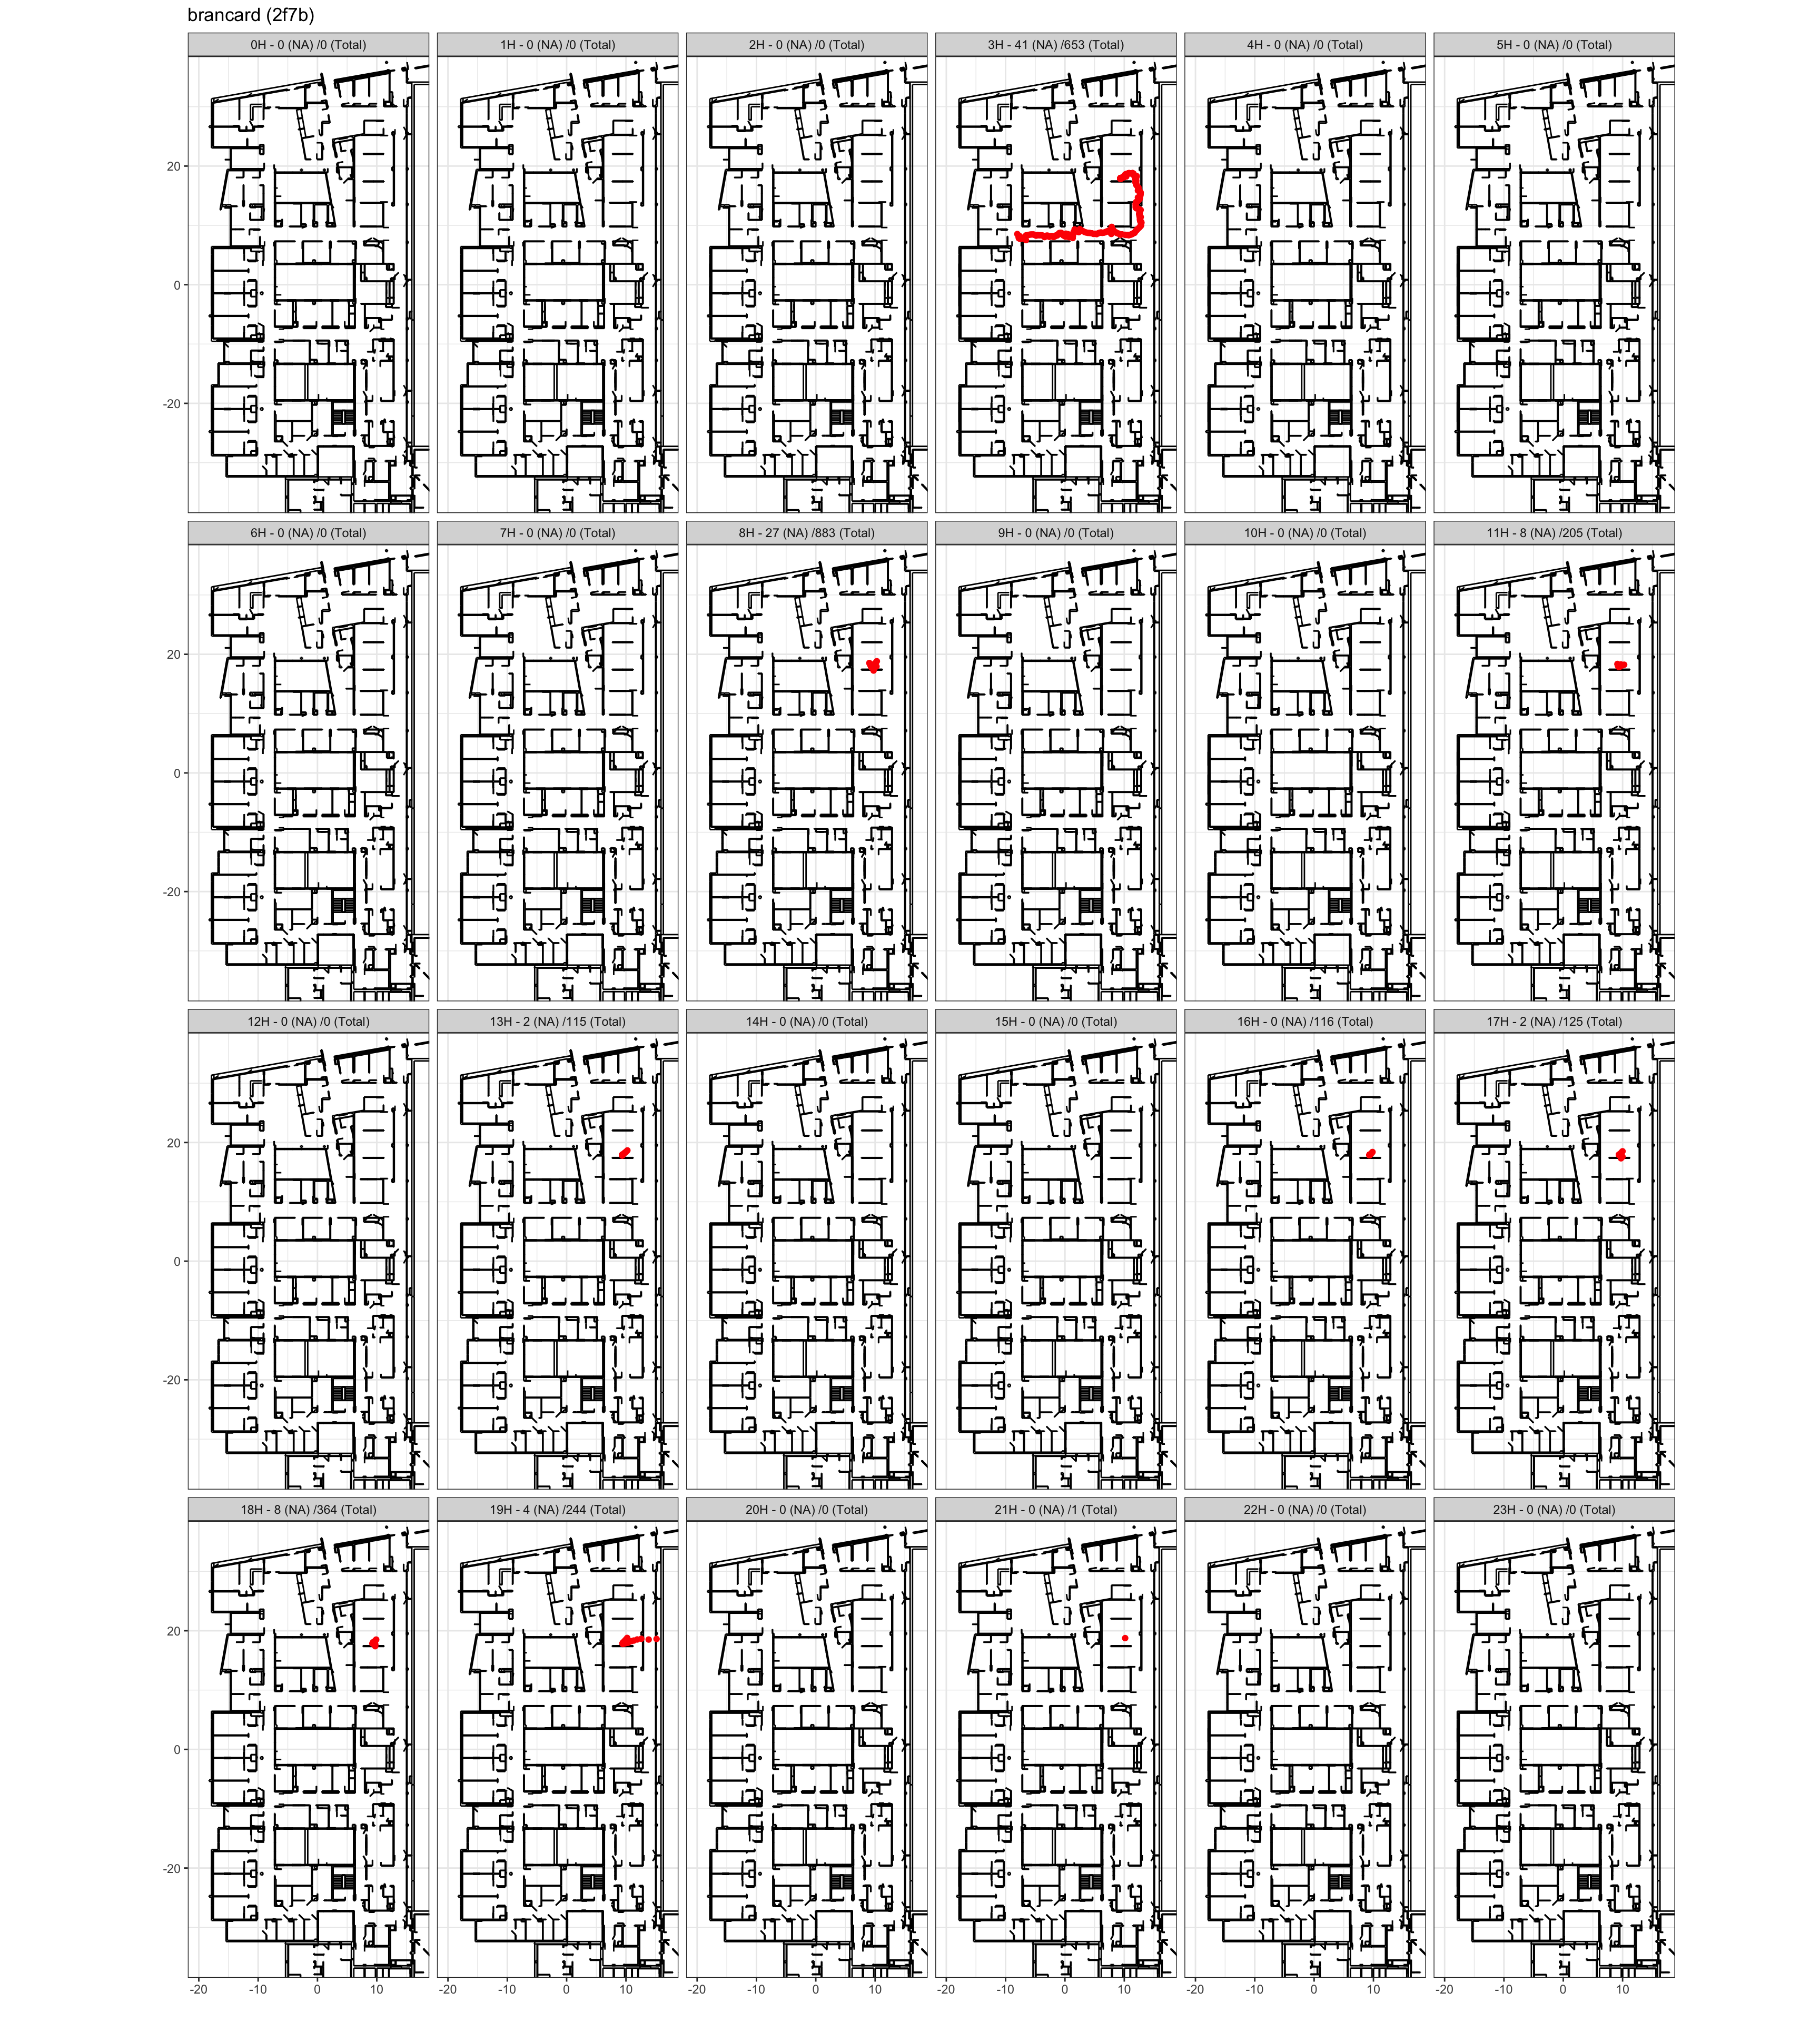 brancard (2f7b)
0H - 0 (NA) /0 (Total) 1H - 0 (NA) /0 (Total) 2H - 0 (NA) /0 (Total) 3H - 41 (NA) /653 (Total) 4H - 0 (NA) /0 (Total) 5H - 0 (NA) /0 (Total)
20
0
-20
6H - 0 (NA) /0 (Total) 7H - 0 (NA) /0 (Total) 8H - 27 (NA) /883 (Total) 9H - 0 (NA) /0 (Total) 10H - 0 (NA) /0 (Total) 11H - 8 (NA) /205 (Total)
20
0
-20
12H - 0 (NA) /0 (Total) 13H - 2 (NA) /115 (Total) 14H - 0 (NA) /0 (Total) 15H - 0 (NA) /0 (Total) 16H - 0 (NA) /116 (Total) 17H - 2 (NA) /125 (Total)
20
0
-20
18H - 8 (NA) /364 (Total) 19H - 4 (NA) /244 (Total) 20H - 0 (NA) /0 (Total) 21H - 0 (NA) /1 (Total) 22H - 0 (NA) /0 (Total) 23H - 0 (NA) /0 (Total)
20
0
-20
-20 -10 0 10 -20 -10 0 10 -20 -10 0 10 -20 -10 0 10 -20 -10 0 10 -20 -10 0 10